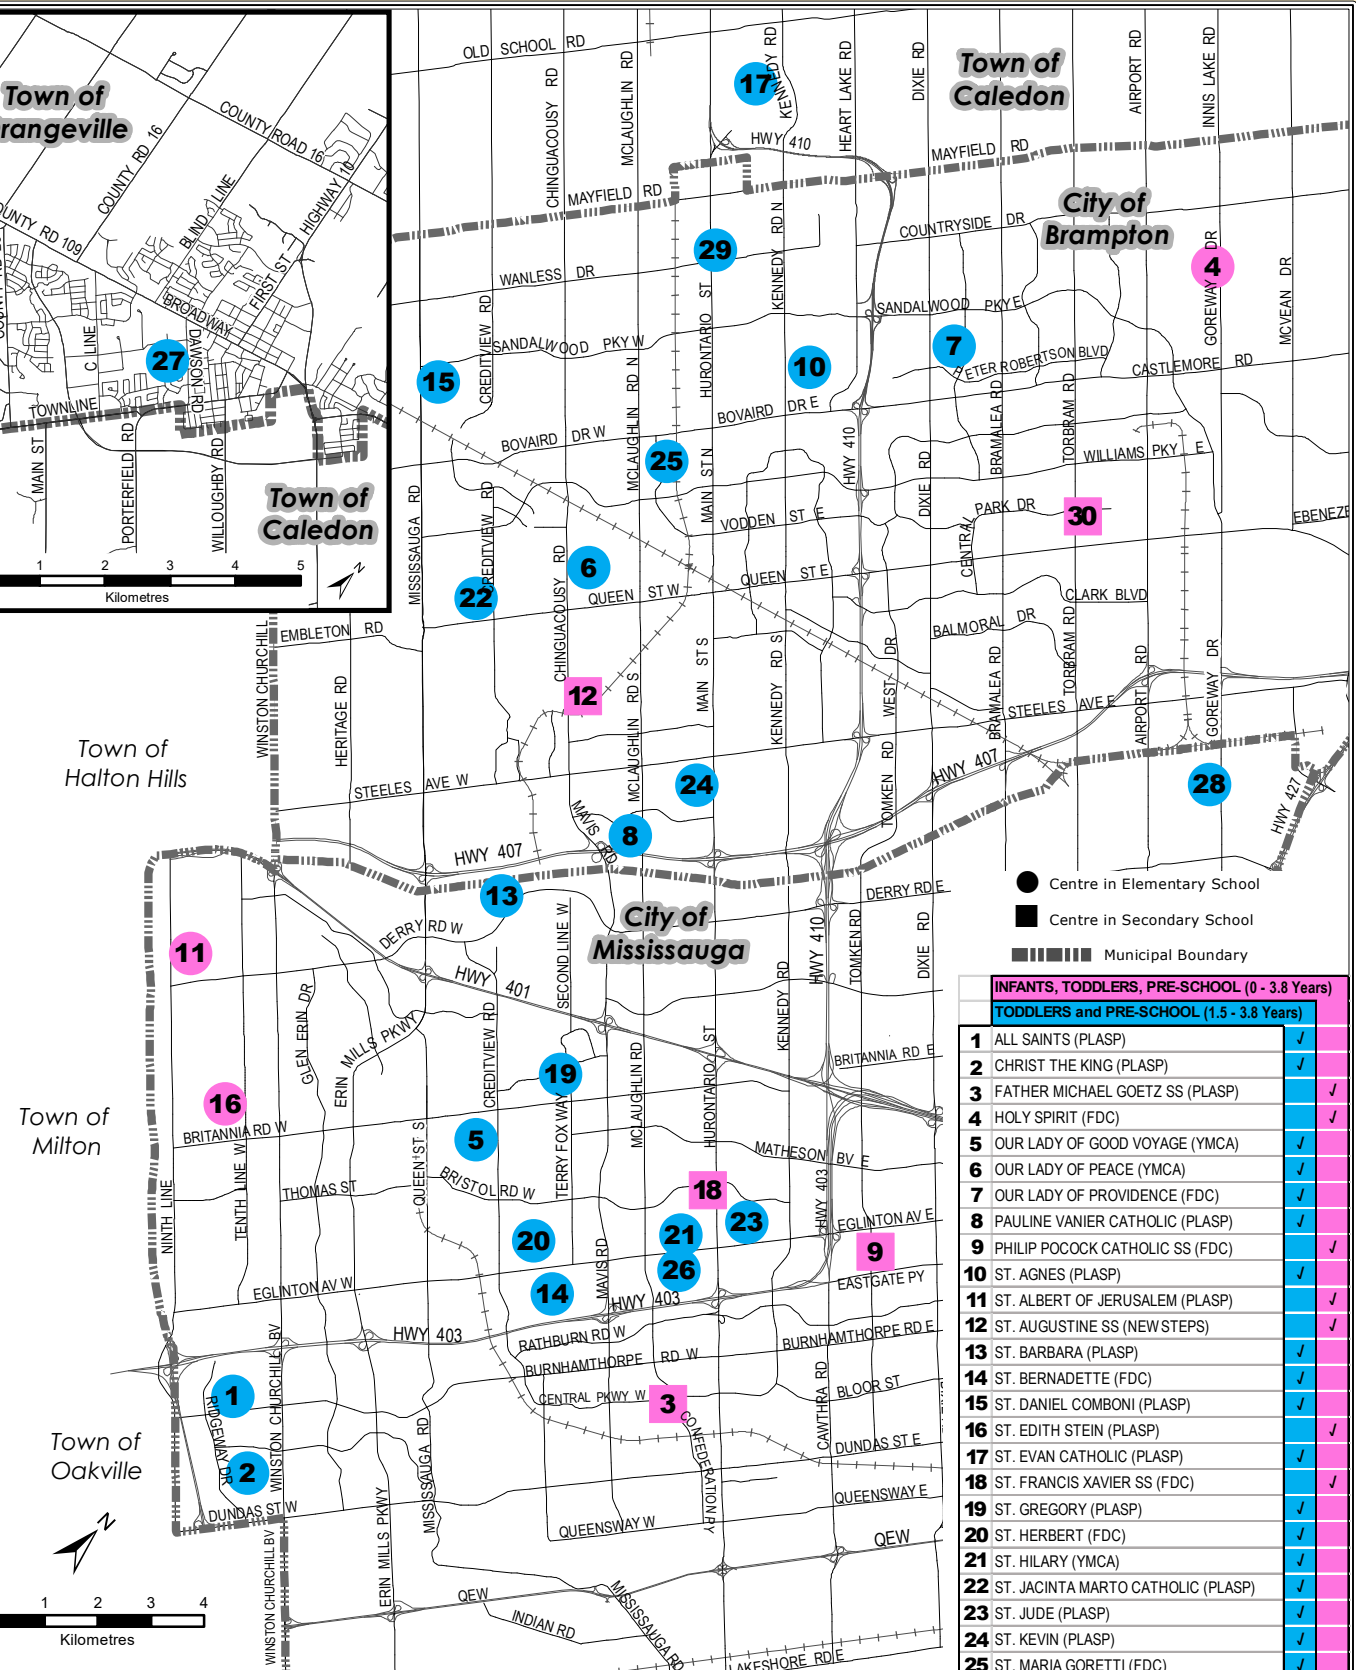 Town of
rangeville
COUNTY RD 16
COUNTY ROAD 16
HIGHWAY 10
BLIND LINE
FIRST ST
BROADWAY
C LINE
27
DAWSON RD
TOWNLINE
MAIN ST
PORTERFIELD RD
WILLOUGHBY RD
Town of
Caledon
1 2 3 4 5
Kilometres
N
OLD SCHOOL RD
CHINGUACOUSY RD
MCLAUGHLIN RD
17
KENNEDY RD
HEART LAKE RD
DIXIE RD
Town of
Caledon
AIRPORT RD
INNIS LAKE RD
HWY 410
MAYFIELD RD
MAYFIELD RD
City of
Brampton
COUNTRYSIDE DR
29
WANLESS DR
KENNEDY RD N
4
GOREWAY DR
MCVEAN DR
HURONTARIO ST
CREDITVIEW RD
SANDALWOOD PKY W
SANDALWOOD PKY E
7
PETER ROBERTSON BLVD
CASTLEMORE RD
10
15
MCLAUGHLIN RD N
BOVAIRD DR E
BOVAIRD DR W
25
MAIN ST N
HWY 410
DIXIE RD
BRAMALEA RD
TORBRAM RD
WILLIAMS PKY E
VODDEN ST E
CENTRAL PARK DR
30
EBENEZE
MISSISSAUGA RD
CREDITVIEW RD
22
CHINGUACOUSY RD
6
QUEEN ST W
QUEEN ST E
CLARK BLVD
BALMORAL DR
TORBRAM RD
EMBLETON RD
WINSTON CHURCHILL
HERITAGE RD
12
MCLAUGHLIN RD S
MAIN ST S
KENNEDY RD S
WEST DR
BRAMALEA RD
STEELES AVE E
AIRPORT RD
GOREWAY DR
Town of
Halton Hills
STEELES AVE W
24
TOMKEN RD
HWY 407
28
HWY 427
MAVIS RD
8
HWY 407
13
DERRY RD W
SECOND LINE W
City of
Mississauga
DERRY RD E
Centre in Elementary School
Centre in Secondary School
Municipal Boundary
11
HWY 401
GLEN ERIN DR
ERIN MILLS PKWY
CREDITVIEW RD
HWY 410
TOMKEN RD
DIXIE RD
KENNEDY RD
HURONTARIO ST
MCLAUGHLIN RD
BRITANNIA RD E
19
16
Town of
Milton
BRITANNIA RD W
5
TERRY FOX WAY
MATHESON BV E
NINTH LINE
TENTH LINE W
THOMAS ST
QUEEN ST S
BRISTOL RD W
18
HWY 403
EGLINTON AV E
20
21
23
26
9
EGLINTON AV W
14
MAVIS RD
HWY 403
EASTGATE PY
HWY 403
RATHBURN RD W
BURNHAMTHORPE RD E
BURNHAMTHORPE RD W
WINSTON CHURCHILL BV
1
RIDGEWAY DR
CENTRAL PKWY W
3
CONFEDERATION PY
CAWTHRA RD
BLOOR ST
Town of
Oakville
2
MISSISSAUGA RD
DUNDAS ST E
DUNDAS ST W
ERIN MILLS PKWY
QUEENSWAY E
QUEENSWAY W
QEW
N
WINSTON CHURCHILL BV
QEW
INDIAN RD
MISSISSAUGA RD
LAKESHORE RD E
1 2 3 4
Kilometres
INFANTS, TODDLERS, PRE-SCHOOL (0 - 3.8 Years)
TODDLERS and PRE-SCHOOL (1.5 - 3.8 Years)
1 ALL SAINTS (PLASP) √
2 CHRIST THE KING (PLASP) √
3 FATHER MICHAEL GOETZ SS (PLASP) √
4 HOLY SPIRIT (FDC) √
5 OUR LADY OF GOOD VOYAGE (YMCA) √
6 OUR LADY OF PEACE (YMCA) √
7 OUR LADY OF PROVIDENCE (FDC) √
8 PAULINE VANIER CATHOLIC (PLASP) √
9 PHILIP POCOCK CATHOLIC SS (FDC) √
10 ST. AGNES (PLASP) √
11 ST. ALBERT OF JERUSALEM (PLASP) √
12 ST. AUGUSTINE SS (NEW STEPS) √
13 ST. BARBARA (PLASP) √
14 ST. BERNADETTE (FDC) √
15 ST. DANIEL COMBONI (PLASP) √
16 ST. EDITH STEIN (PLASP) √
17 ST. EVAN CATHOLIC (PLASP) √
18 ST. FRANCIS XAVIER SS (FDC) √
19 ST. GREGORY (PLASP) √
20 ST. HERBERT (FDC) √
21 ST. HILARY (YMCA) √
22 ST. JACINTA MARTO CATHOLIC (PLASP) √
23 ST. JUDE (PLASP) √
24 ST. KEVIN (PLASP) √
25 ST. MARIA GORETTI (FDC) √